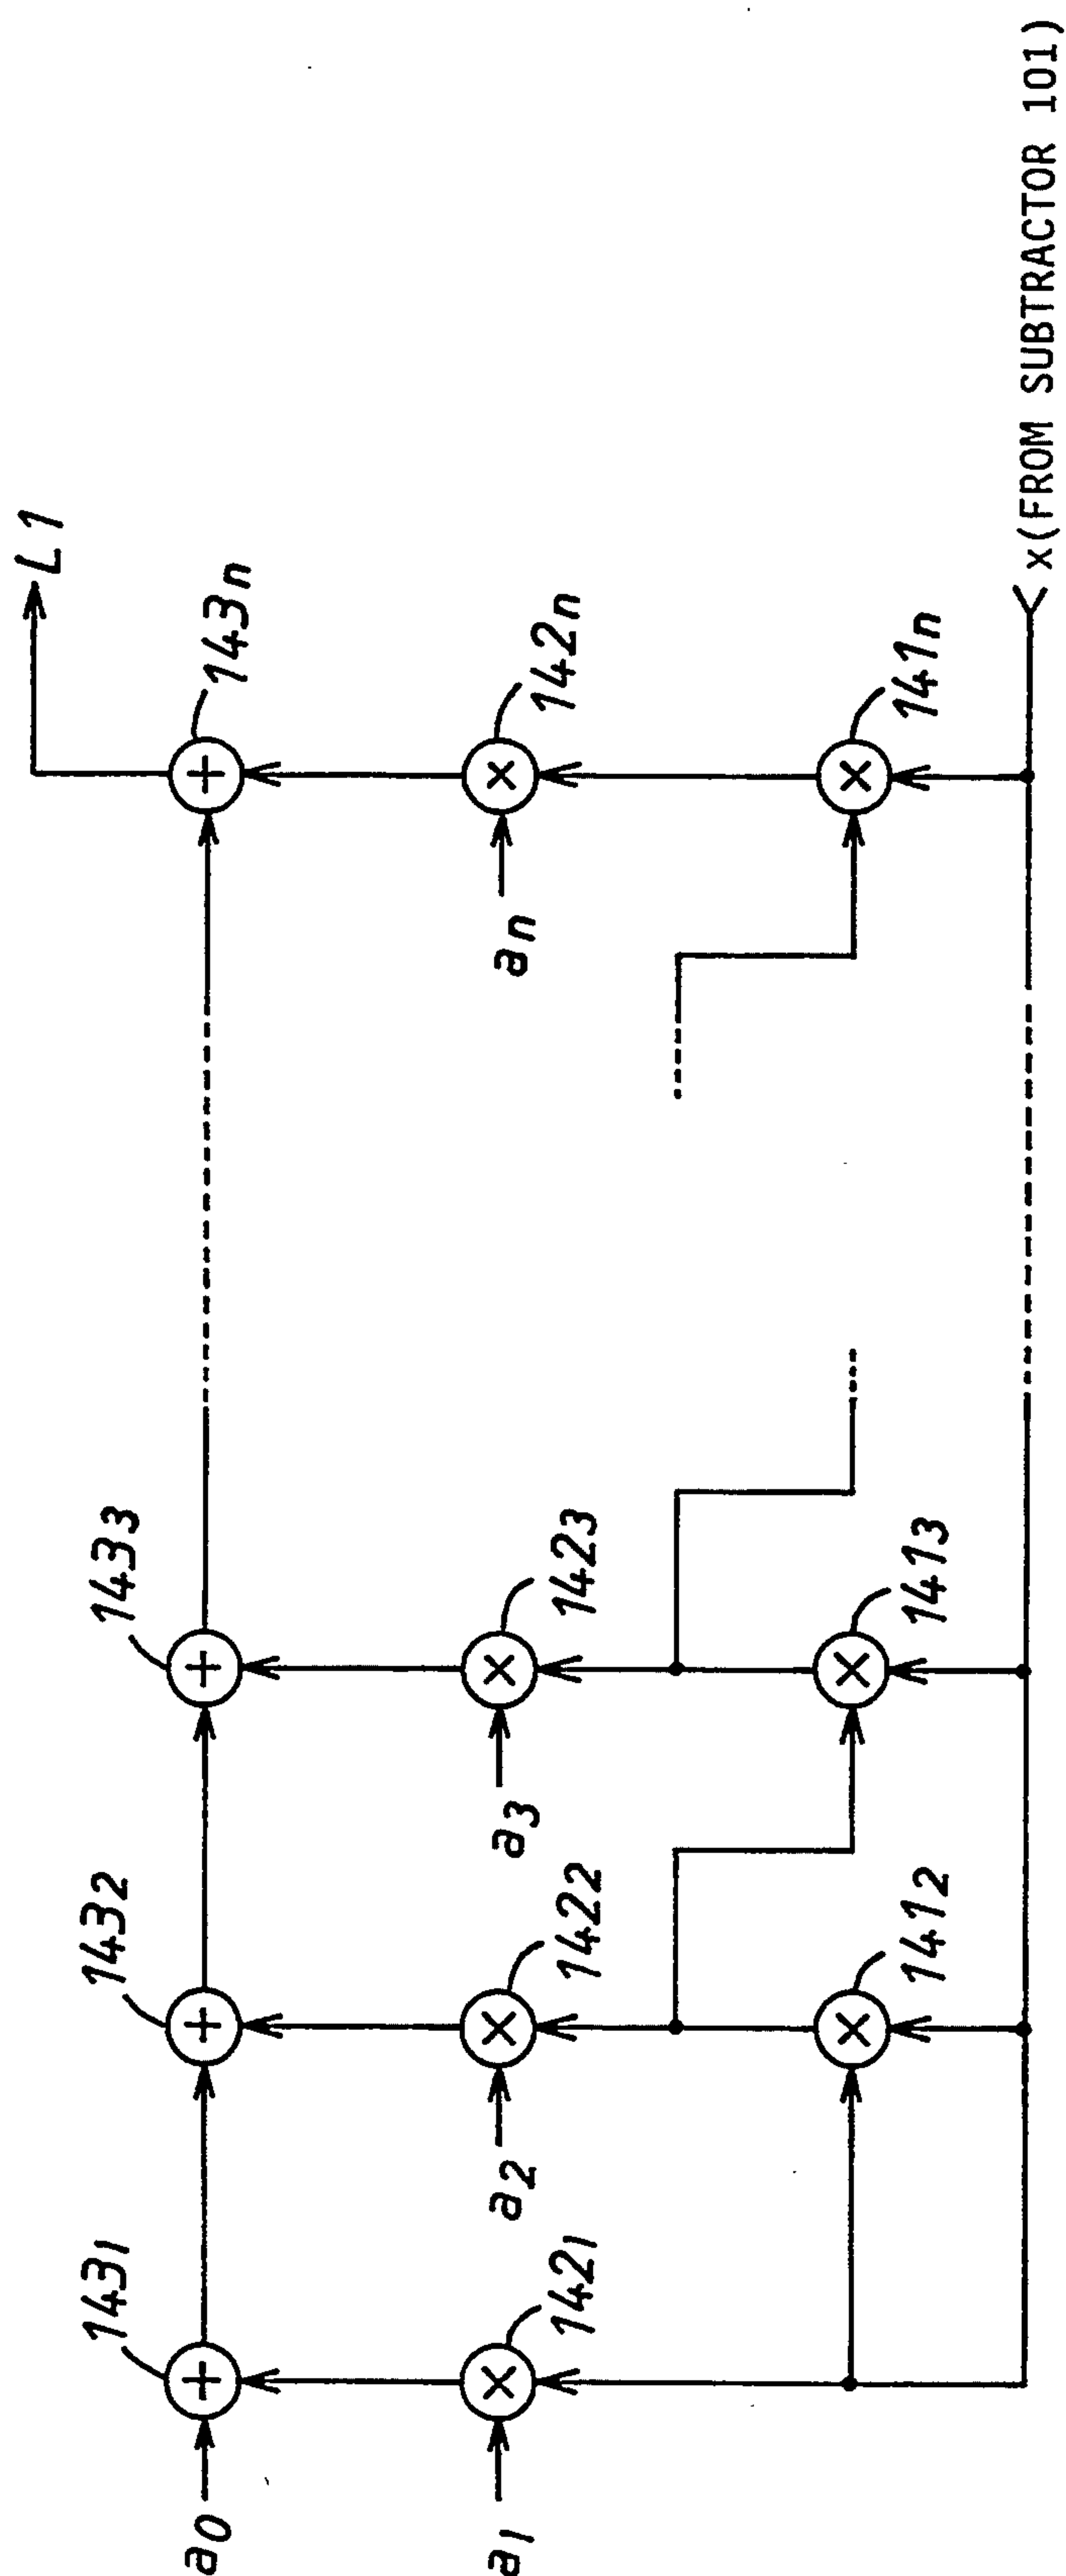 L1
143₁
143₂
143₃
143n
a₀
142₁
142₂
142₃
142n
a₁
a₂
a₃
an
141₂
141₃
141n
x(FROM SUBTRACTOR 101)